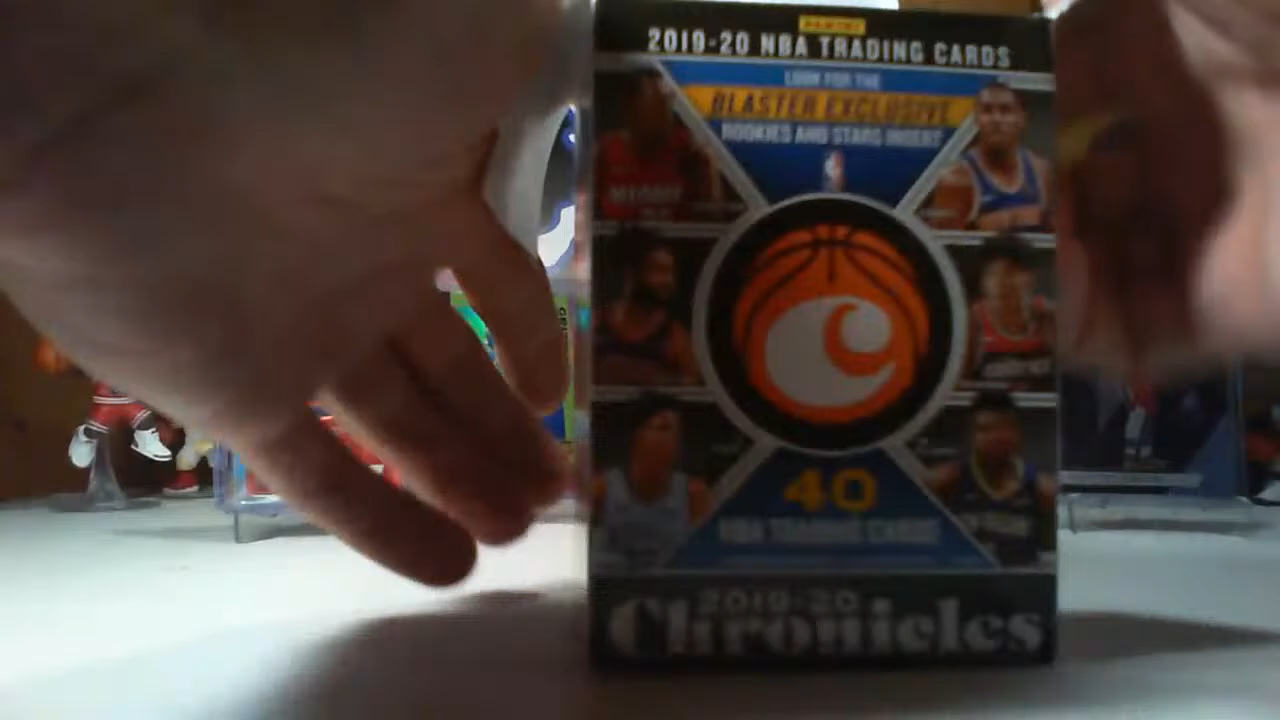 PANINI
2019-20 NBA TRADING CARDS
LOOK FOR THE
BLASTER EXCLUSIVE
ROOKIES AND STARS INSERT
40
NBA TRADING CARDS
2019-20
Chronicles